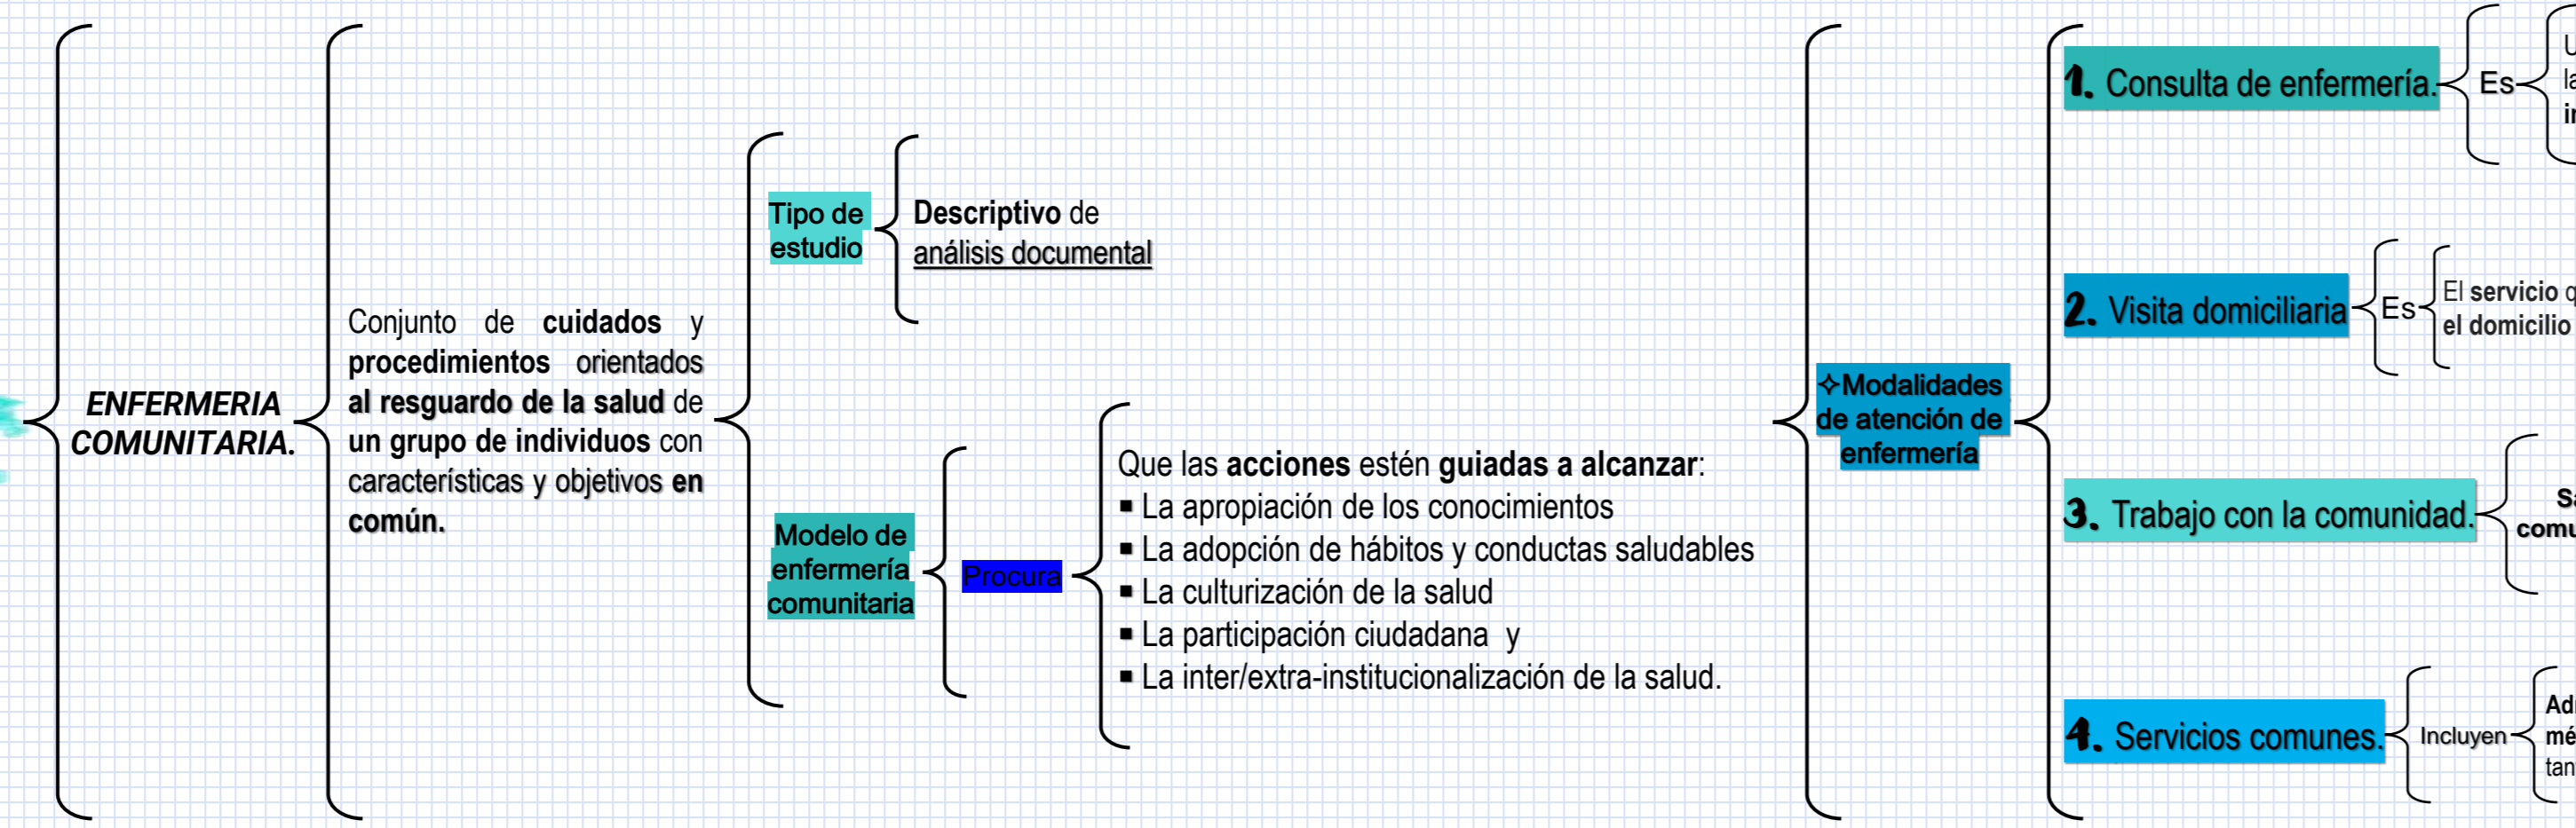 ENFERMERIA
COMUNITARIA.
Conjunto de cuidados y
procedimientos orientados
al resguardo de la salud de
un grupo de individuos con
características y objetivos en
común.
Tipo de
estudio
Descriptivo de
análisis documental
Modelo de
enfermería
comunitaria
Procura
Que las acciones estén guiadas a alcanzar:
▪ La apropiación de los conocimientos
▪ La adopción de hábitos y conductas saludables
▪ La culturización de la salud
▪ La participación ciudadana y
▪ La inter/extra-institucionalización de la salud.
✧Modalidades
de atención de
enfermería
1. Consulta de enfermería.
Es
la
2. Visita domiciliaria
Es
El servicio
el domicilio
3. Trabajo con la comunidad.
4. Servicios comunes.
Incluyen